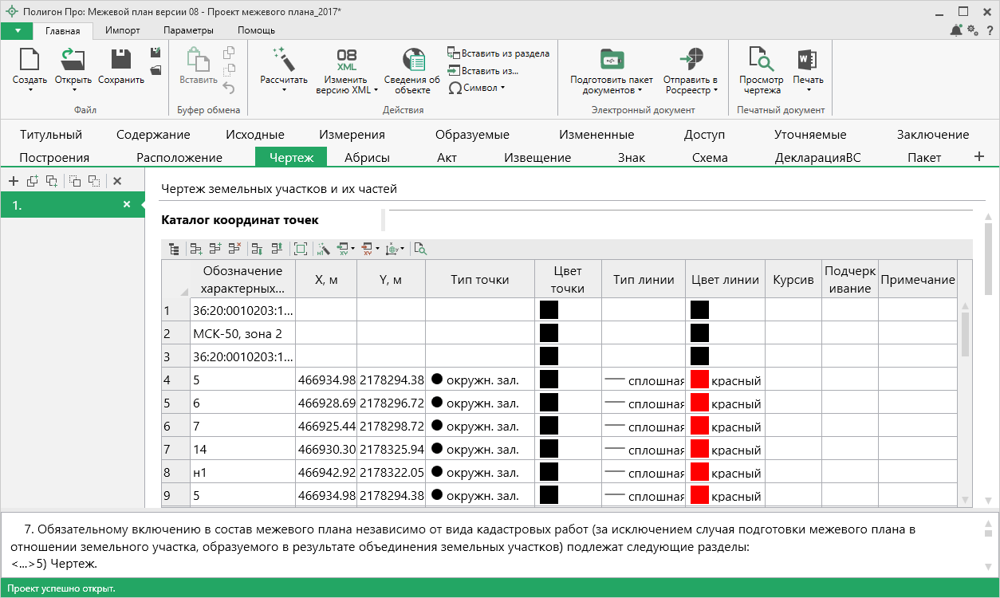 Полигон Про: Межевой план версии 08 - Проект межевого плана_2017*
Главная Импорт Параметры Помощь
?
Создать Открыть Сохранить
Файл
Вставить
Буфер обмена
Рассчитать
08 XML
Изменить версию XML
Сведения об объекте
Вставить из раздела
Вставить из...
Символ
Действия
Подготовить пакет документов
Отправить в Росреестр
Электронный документ
Просмотр чертежа
Печать
Печатный документ
Титульный Содержание Исходные Измерения Образуемые Измененные Доступ Уточняемые Заключение
Построения Расположение Чертеж Абрисы Акт Извещение Знак Схема ДекларацияВС Пакет
1.
Чертеж земельных участков и их частей
Каталог координат точек
Обозначение характерных... X, м Y, м Тип точки Цвет точки Тип линии Цвет линии Курсив Подчеркивание Примечание
1 36:20:0010203:1...
2 МСК-50, зона 2
3 36:20:0010203:1...
4 5 466934.98 2178294.38 окружн. зал. сплошная красный
5 6 466928.69 2178296.72 окружн. зал. сплошная красный
6 7 466925.44 2178298.72 окружн. зал. сплошная красный
7 14 466930.30 2178325.94 окружн. зал. сплошная красный
8 н1 466942.92 2178322.05 окружн. зал. сплошная красный
9 5 466934.98 2178294.38 окружн. зал. сплошная красный
7. Обязательному включению в состав межевого плана независимо от вида кадастровых работ (за исключением случая подготовки межевого плана в
отношении земельного участка, образуемого в результате объединения земельных участков) подлежат следующие разделы:
<...>5) Чертеж.
Проект успешно открыт.